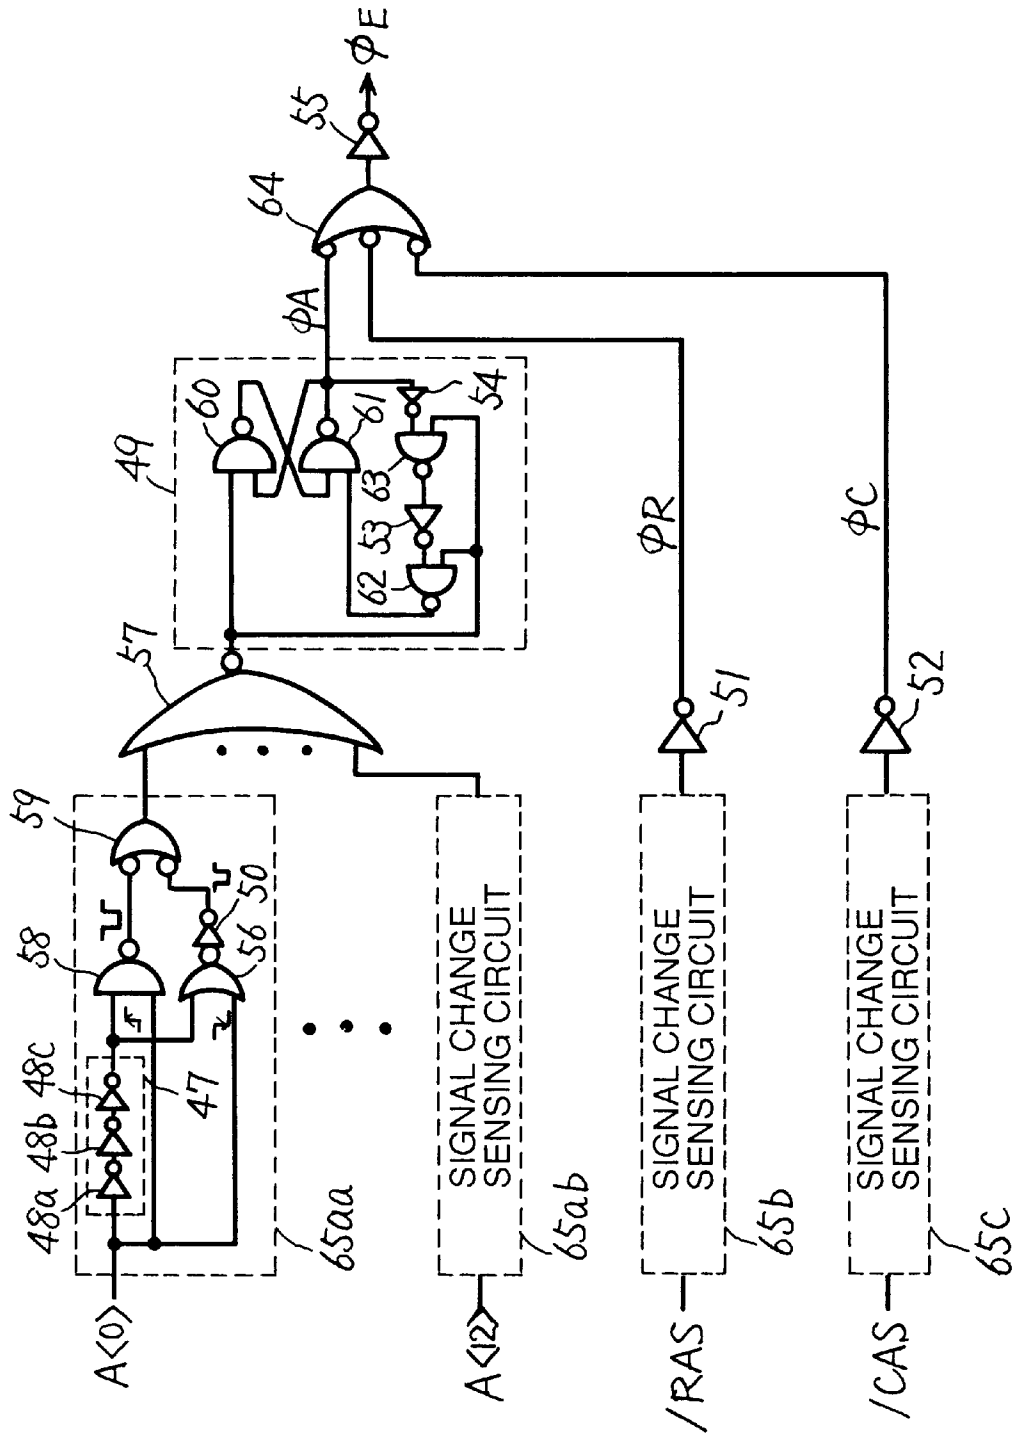 A<0>
48a
48b
48c
47
58
59
56
50
65aa
57
49
60
61
62
53
63
54
φA
64
55
φE
A<12>
SIGNAL CHANGE
SENSING CIRCUIT
65ab
/RAS
SIGNAL CHANGE
SENSING CIRCUIT
65b
51
φR
/CAS
SIGNAL CHANGE
SENSING CIRCUIT
65c
52
φC